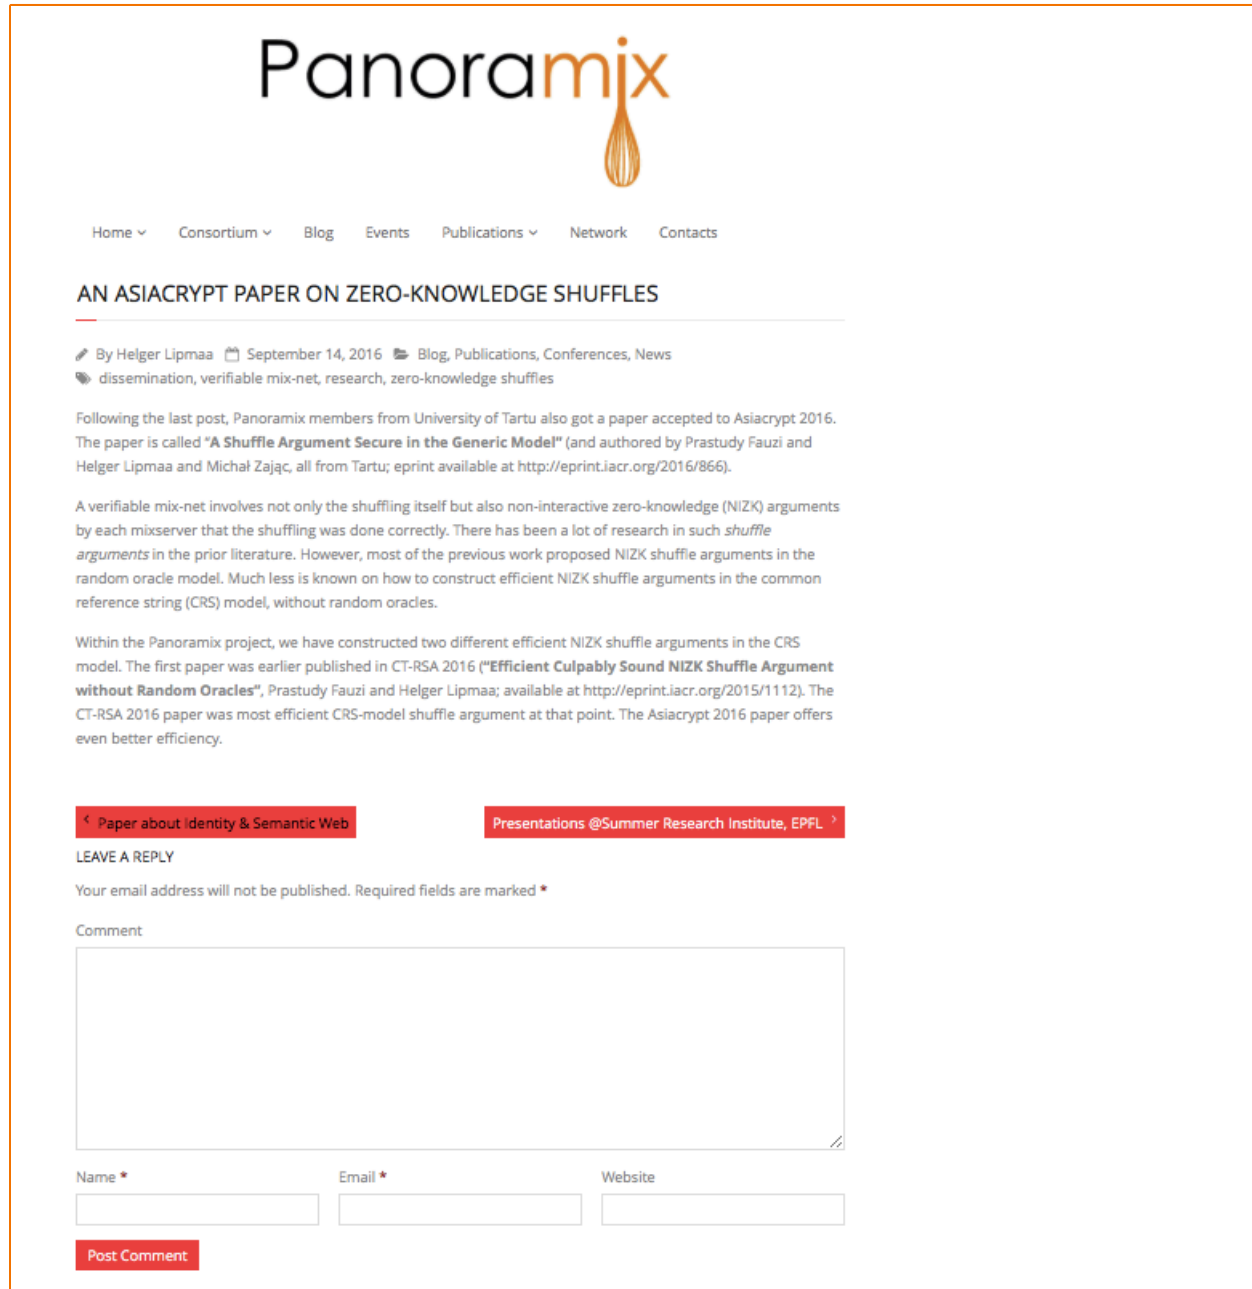 Panoramix
Home Consortium Blog Events Publications Network Contacts
AN ASIACRYPT PAPER ON ZERO-KNOWLEDGE SHUFFLES
By Helger Lipmaa September 14, 2016 Blog, Publications, Conferences, News
dissemination, verifiable mix-net, research, zero-knowledge shuffles
Following the last post, Panoramix members from University of Tartu also got a paper accepted to Asiacrypt 2016.
The paper is called “A Shuffle Argument Secure in the Generic Model” (and authored by Prastudy Fauzi and
Helger Lipmaa and Michał Zając, all from Tartu; eprint available at http://eprint.iacr.org/2016/866).
A verifiable mix-net involves not only the shuffling itself but also non-interactive zero-knowledge (NIZK) arguments
by each mixserver that the shuffling was done correctly. There has been a lot of research in such shuffle
arguments in the prior literature. However, most of the previous work proposed NIZK shuffle arguments in the
random oracle model. Much less is known on how to construct efficient NIZK shuffle arguments in the common
reference string (CRS) model, without random oracles.
Within the Panoramix project, we have constructed two different efficient NIZK shuffle arguments in the CRS
model. The first paper was earlier published in CT-RSA 2016 (“Efficient Culpably Sound NIZK Shuffle Argument
without Random Oracles”, Prastudy Fauzi and Helger Lipmaa; available at http://eprint.iacr.org/2015/1112). The
CT-RSA 2016 paper was most efficient CRS-model shuffle argument at that point. The Asiacrypt 2016 paper offers
even better efficiency.
‹ Paper about Identity & Semantic Web Presentations @Summer Research Institute, EPFL ›
LEAVE A REPLY
Your email address will not be published. Required fields are marked *
Comment
Name * Email * Website
Post Comment